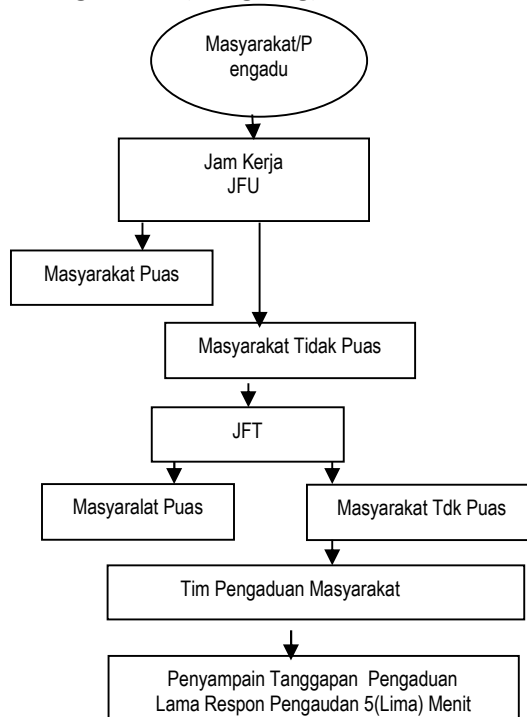 Masyarakat/P
engadu
Jam Kerja
JFU
Masyarakat Puas
Masyarakat Tidak Puas
JFT
Masyaralat Puas
Masyarakat Tdk Puas
Tim Pengaduan Masyarakat
Penyampain Tanggapan Pengaduan
Lama Respon Pengaudan 5(Lima) Menit